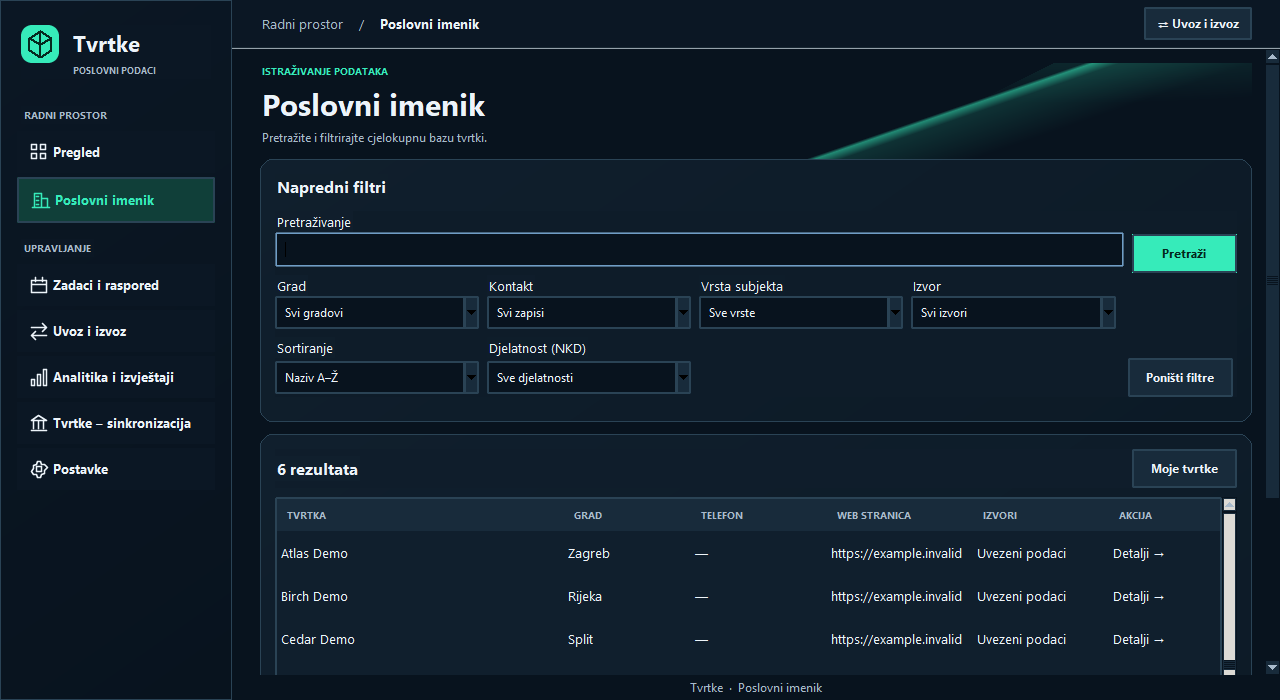 Tvrtke
POSLOVNI PODACI
RADNI PROSTOR
Pregled
Poslovni imenik
UPRAVLJANJE
Zadaci i raspored
Uvoz i izvoz
Analitika i izvještaji
Tvrtke – sinkronizacija
Postavke
Radni prostor / Poslovni imenik
⇄ Uvoz i izvoz
ISTRAŽIVANJE PODATAKA
Poslovni imenik
Pretražite i filtrirajte cjelokupnu bazu tvrtki.
Napredni filtri
Pretraživanje
Pretraži
Grad Kontakt Vrsta subjekta Izvor
Svi gradovi Svi zapisi Sve vrste Svi izvori
Sortiranje Djelatnost (NKD)
Naziv A–Ž Sve djelatnosti Poništi filtre
6 rezultata Moje tvrtke
TVRTKA GRAD TELEFON WEB STRANICA IZVORI AKCIJA
Atlas Demo Zagreb — https://example.invalid Uvezeni podaci Detalji →
Birch Demo Rijeka — https://example.invalid Uvezeni podaci Detalji →
Cedar Demo Split — https://example.invalid Uvezeni podaci Detalji →
Tvrtke · Poslovni imenik